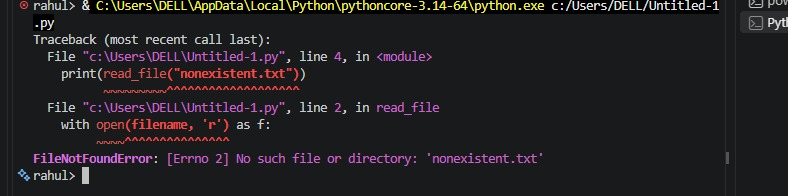 rahul> & C:\Users\DELL\AppData\Local\Python\pythoncore-3.14-64\python.exe c:/Users/DELL/Untitled-1
.py
Traceback (most recent call last):
  File "c:\Users\DELL\Untitled-1.py", line 4, in <module>
    print(read_file("nonexistent.txt"))
          ~~~~~~~~~^^^^^^^^^^^^^^^^^^^
  File "c:\Users\DELL\Untitled-1.py", line 2, in read_file
    with open(filename, 'r') as f:
         ~~~~^^^^^^^^^^^^^^^
FileNotFoundError: [Errno 2] No such file or directory: 'nonexistent.txt'
rahul>
pow
Pyth